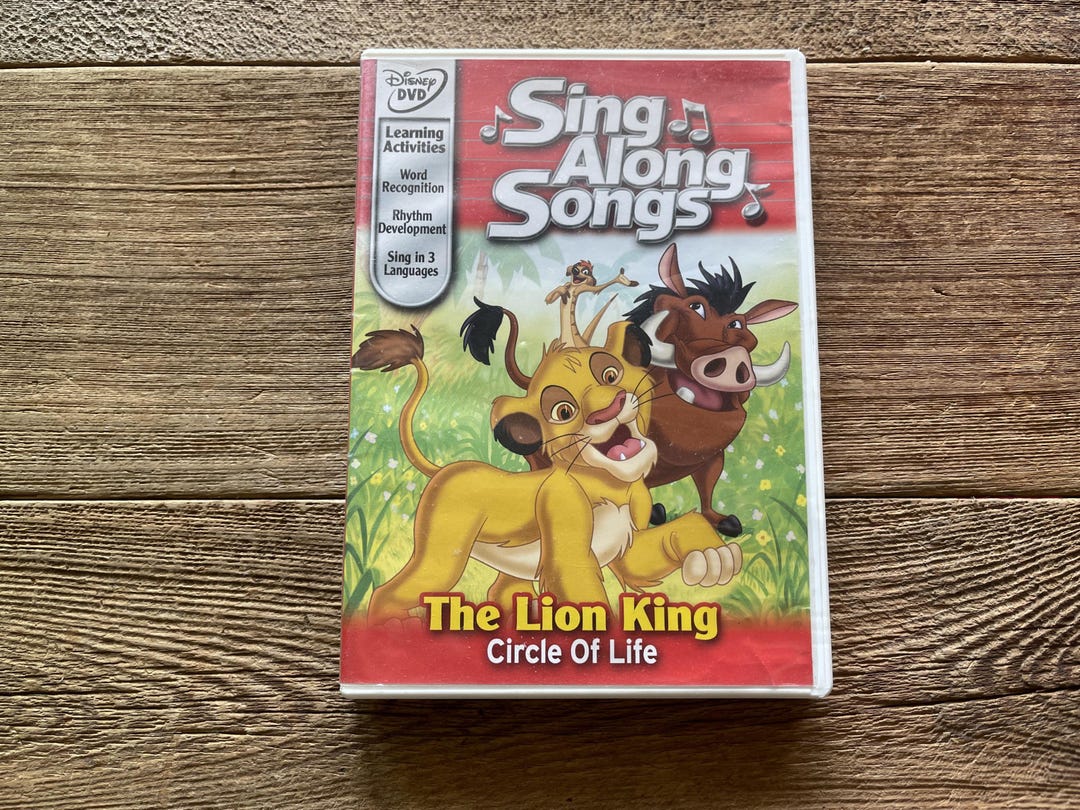 Disney
DVD
Learning
Activities
Word
Recognition
Rhythm
Development
Sing in 3
Languages
Sing
Along
Songs
The Lion King
Circle Of Life